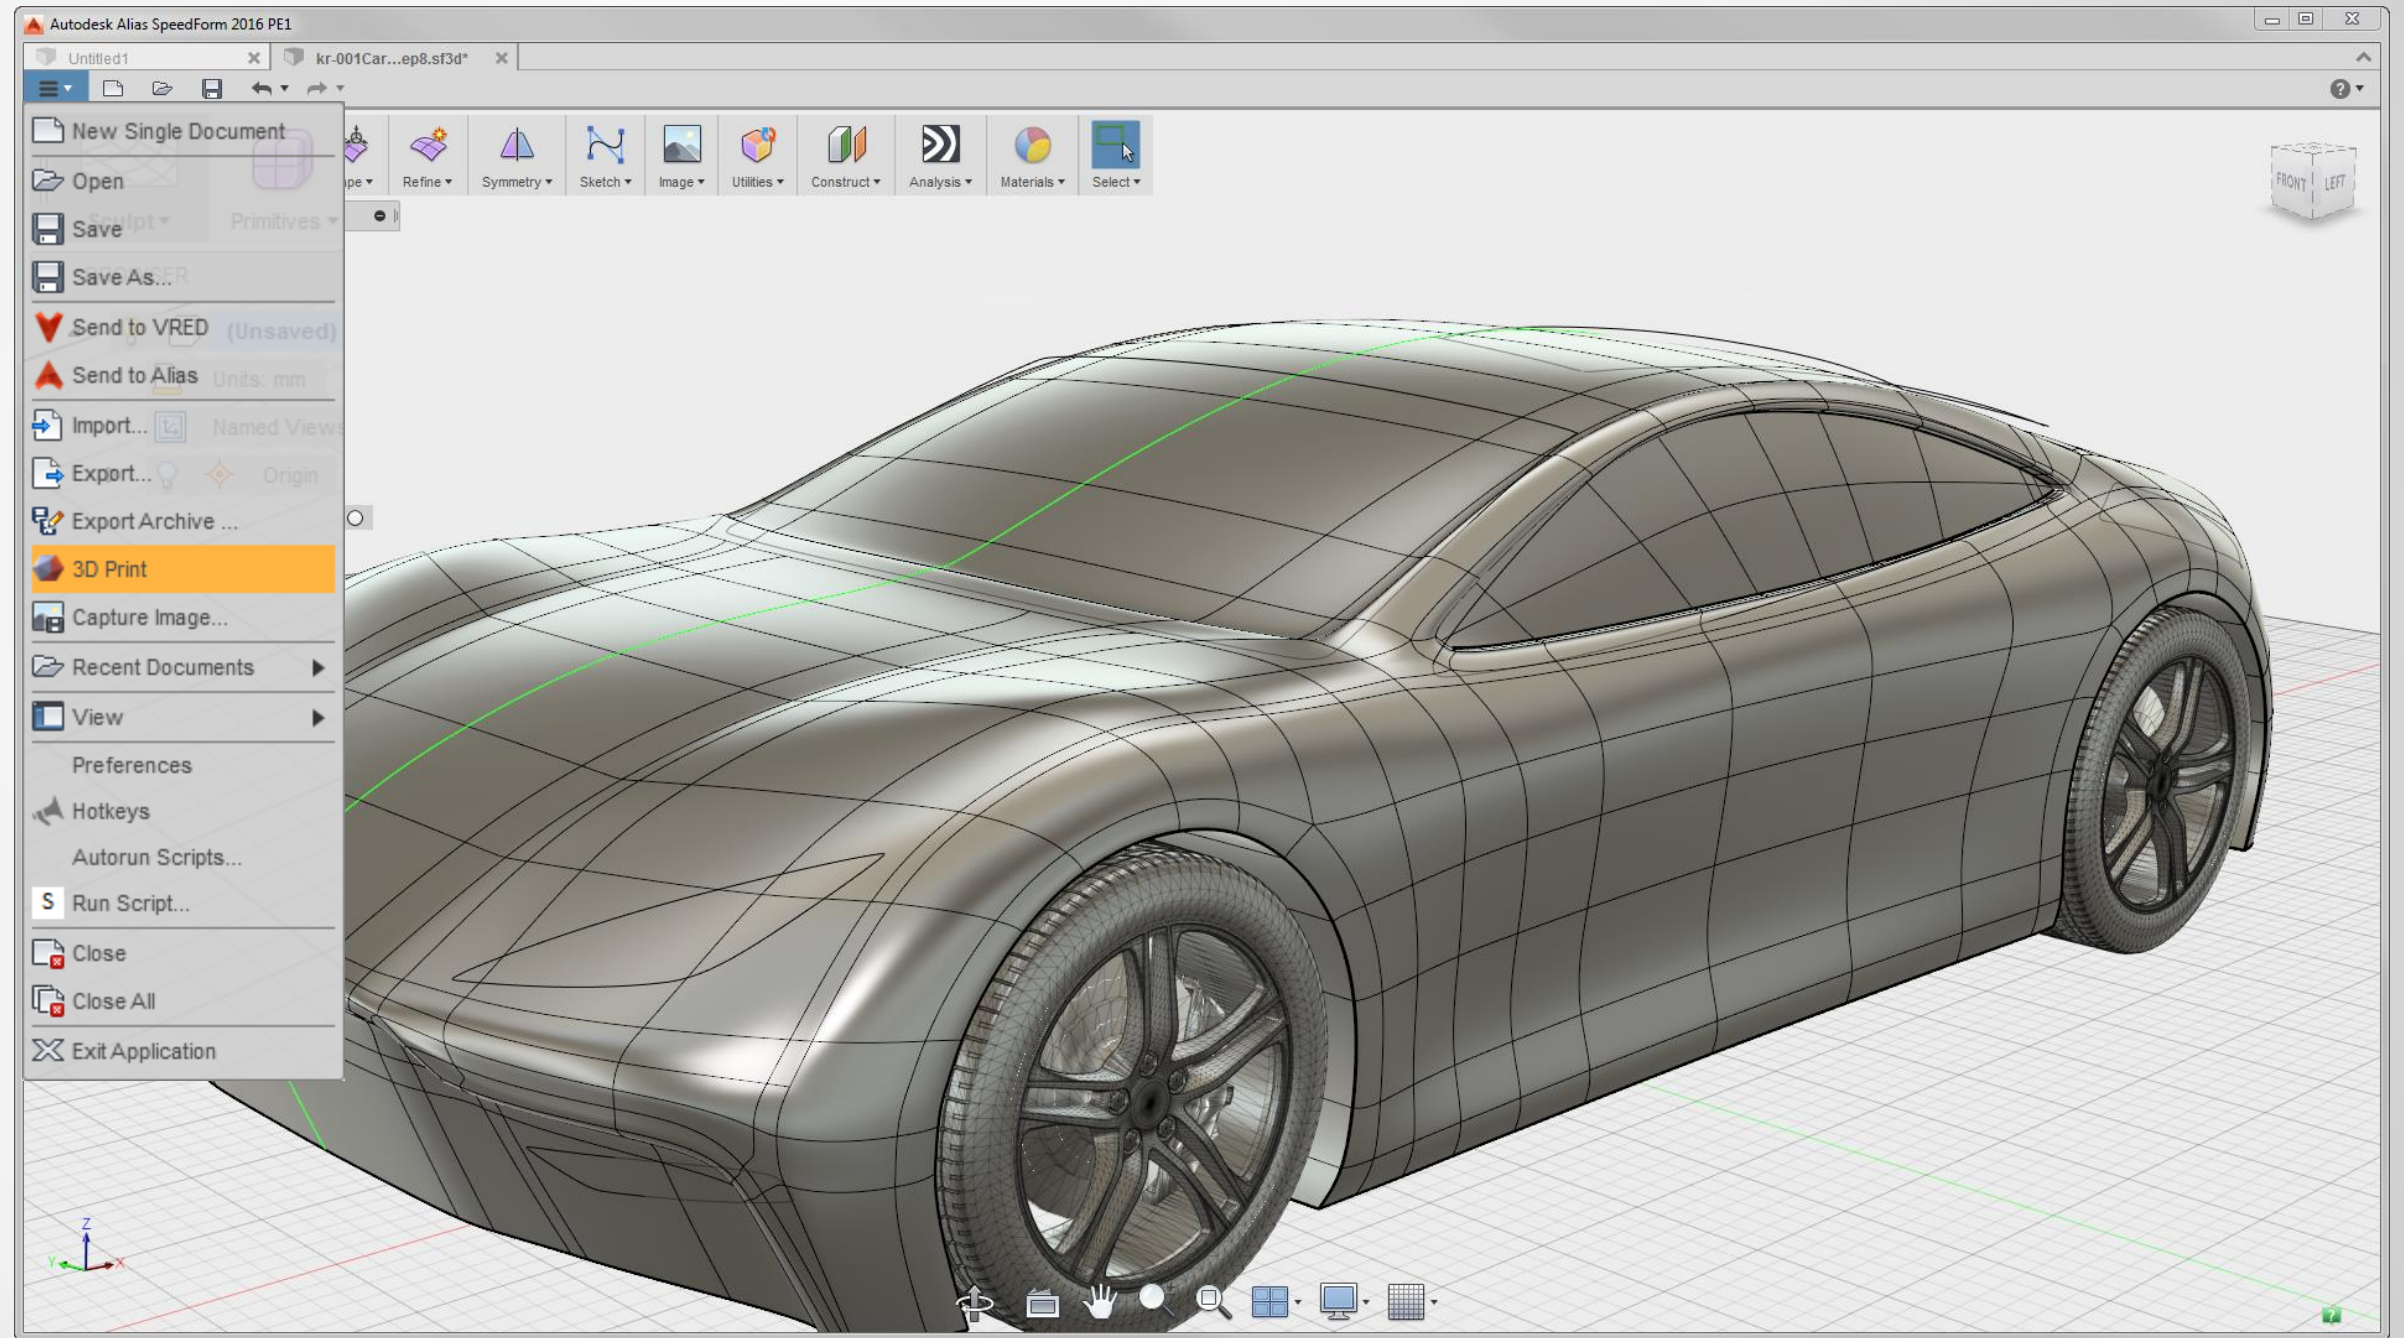 Autodesk Alias SpeedForm 2016 PE1
Untitled1
kr-001Car...ep8.sf3d*
New Single Document
Open
Save
Save As...
Send to VRED
Send to Alias
Import...
Export...
Export Archive ...
3D Print
Capture Image...
Recent Documents
View
Preferences
Hotkeys
Autorun Scripts...
S Run Script...
Close
Close All
Exit Application
Primitives
(Unsaved)
Units: mm
Named Views
Origin
Refine
Symmetry
Sketch
Image
Utilities
Construct
Analysis
Materials
Select
FRONT
LEFT
Z
Y
X
?
?